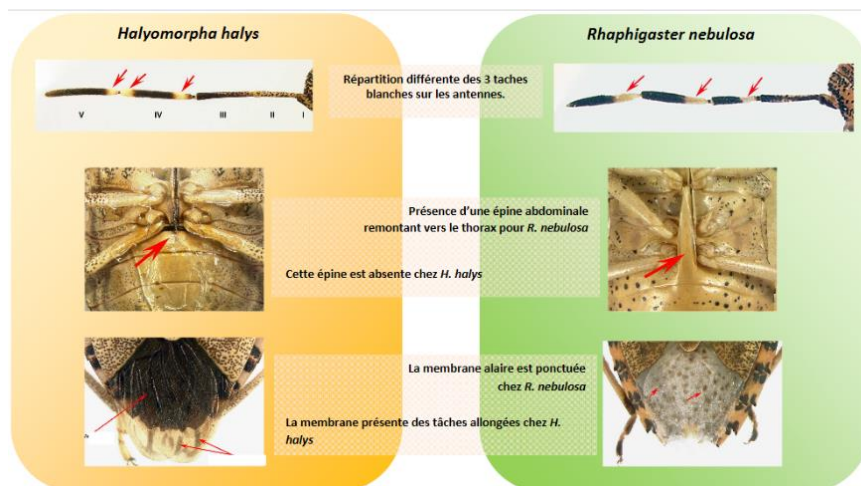 Halyomorpha halys
Rhaphigaster nebulosa
Répartition différente des 3 taches
blanches sur les antennes.
V IV III II I
Présence d'une épine abdominale
remontant vers le thorax pour R. nebulosa
Cette épine est absente chez H. halys
La membrane alaire est ponctuée
chez R. nebulosa
La membrane présente des tâches allongées chez H.
halys